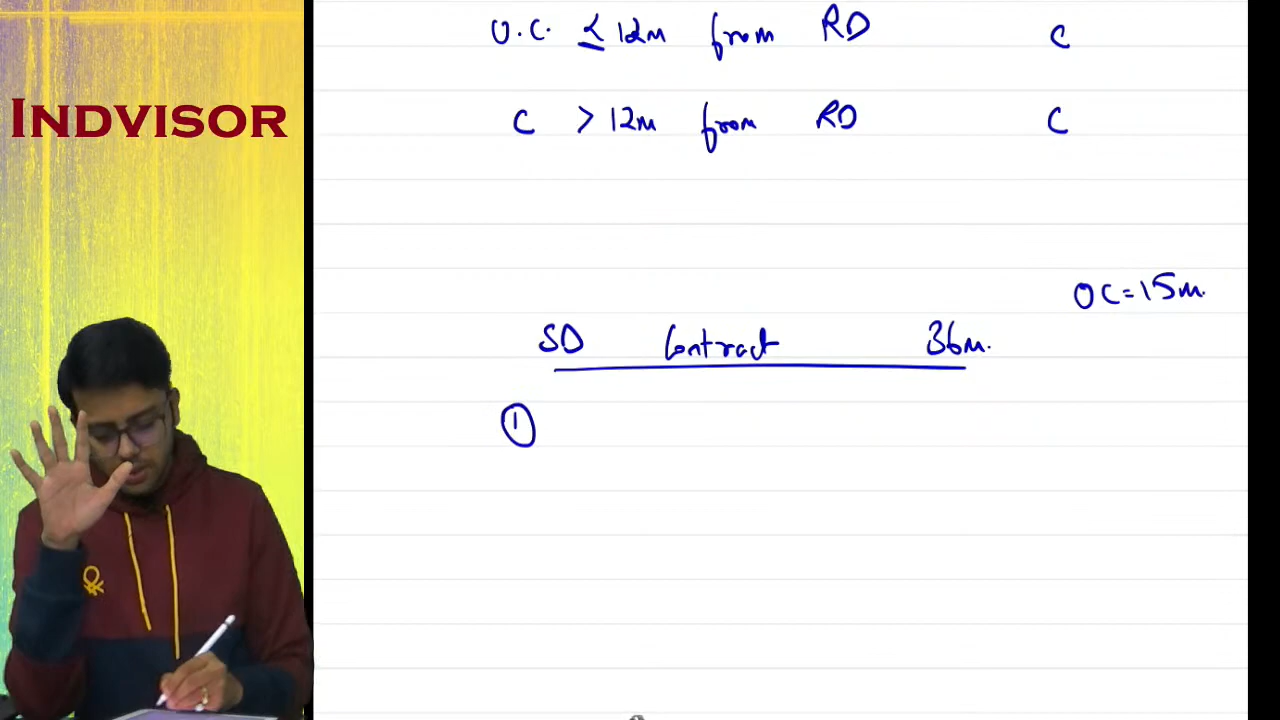 INDVISOR
O.C. ≤ 12m from RD C
C > 12m from RD C
OC = 15m.
SD Contract 36m.
①